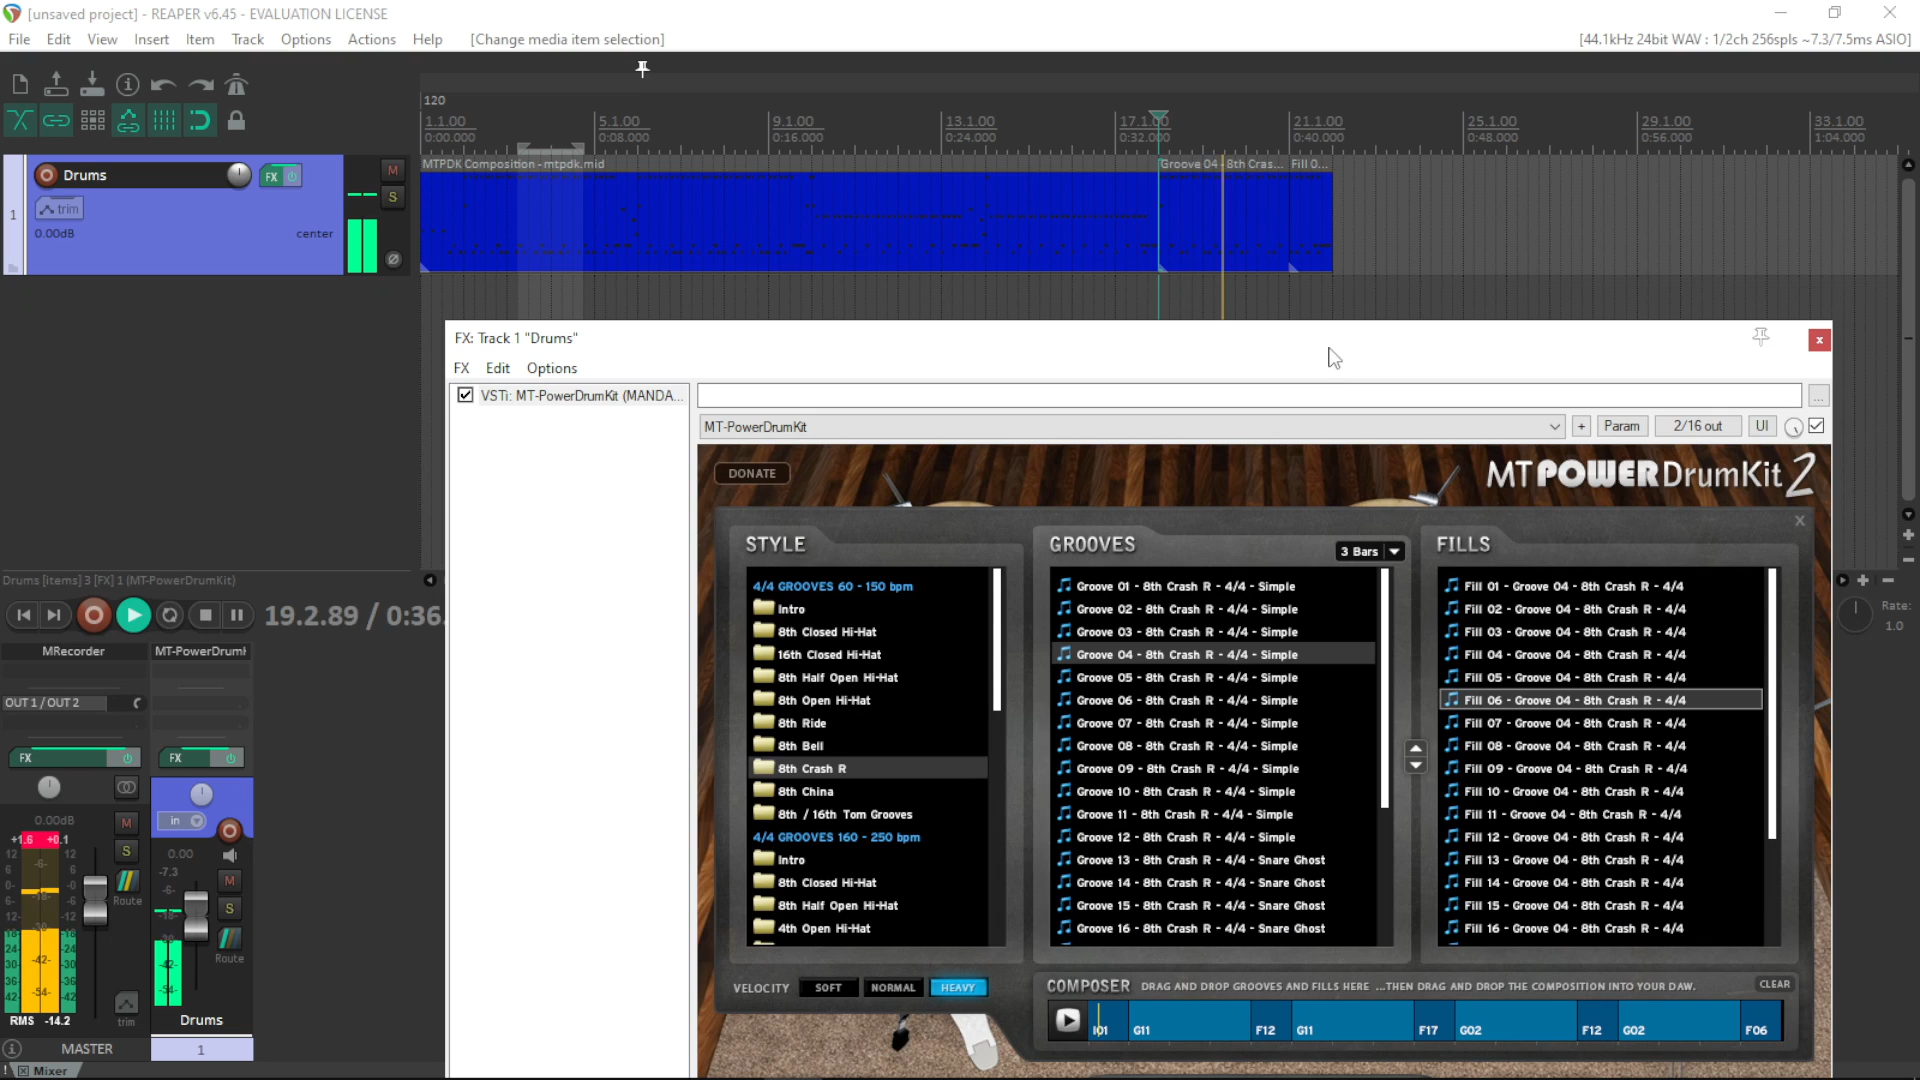 [unsaved project] - REAPER v6.45 - EVALUATION LICENSE
File Edit View Insert Item Track Options Actions Help [Change media item selection]
[44.1kHz 24bit WAV : 1/2ch 256spls ~7.3/7.5ms ASIO]
120
1.1.00 5.1.00 9.1.00 13.1.00 17.1.00 21.1.00 25.1.00 29.1.00 33.1.00
0:00.000 0:08.000 0:16.000 0:24.000 0:32.000 0:40.000 0:48.000 0:56.000 1:04.000
MTPDK Composition - mtpdk.mid
Groove 04 - 8th Cras... Fill 0...
1
Drums
FX
M
S
trim
0.00dB center
FX: Track 1 "Drums"
x
FX Edit Options
VSTi: MT-PowerDrumKit (MANDA...
...
MT-PowerDrumKit
+ Param 2/16 out UI
DONATE
MT POWER DrumKit 2
x
STYLE
4/4 GROOVES 60 - 150 bpm
Intro
8th Closed Hi-Hat
16th Closed Hi-Hat
8th Half Open Hi-Hat
8th Open Hi-Hat
8th Ride
8th Bell
8th Crash R
8th China
8th / 16th Tom Grooves
4/4 GROOVES 160 - 250 bpm
Intro
8th Closed Hi-Hat
8th Half Open Hi-Hat
4th Open Hi-Hat
GROOVES
3 Bars
Groove 01 - 8th Crash R - 4/4 - Simple
Groove 02 - 8th Crash R - 4/4 - Simple
Groove 03 - 8th Crash R - 4/4 - Simple
Groove 04 - 8th Crash R - 4/4 - Simple
Groove 05 - 8th Crash R - 4/4 - Simple
Groove 06 - 8th Crash R - 4/4 - Simple
Groove 07 - 8th Crash R - 4/4 - Simple
Groove 08 - 8th Crash R - 4/4 - Simple
Groove 09 - 8th Crash R - 4/4 - Simple
Groove 10 - 8th Crash R - 4/4 - Simple
Groove 11 - 8th Crash R - 4/4 - Simple
Groove 12 - 8th Crash R - 4/4 - Simple
Groove 13 - 8th Crash R - 4/4 - Snare Ghost
Groove 14 - 8th Crash R - 4/4 - Snare Ghost
Groove 15 - 8th Crash R - 4/4 - Snare Ghost
Groove 16 - 8th Crash R - 4/4 - Snare Ghost
FILLS
Fill 01 - Groove 04 - 8th Crash R - 4/4
Fill 02 - Groove 04 - 8th Crash R - 4/4
Fill 03 - Groove 04 - 8th Crash R - 4/4
Fill 04 - Groove 04 - 8th Crash R - 4/4
Fill 05 - Groove 04 - 8th Crash R - 4/4
Fill 06 - Groove 04 - 8th Crash R - 4/4
Fill 07 - Groove 04 - 8th Crash R - 4/4
Fill 08 - Groove 04 - 8th Crash R - 4/4
Fill 09 - Groove 04 - 8th Crash R - 4/4
Fill 10 - Groove 04 - 8th Crash R - 4/4
Fill 11 - Groove 04 - 8th Crash R - 4/4
Fill 12 - Groove 04 - 8th Crash R - 4/4
Fill 13 - Groove 04 - 8th Crash R - 4/4
Fill 14 - Groove 04 - 8th Crash R - 4/4
Fill 15 - Groove 04 - 8th Crash R - 4/4
Fill 16 - Groove 04 - 8th Crash R - 4/4
VELOCITY SOFT NORMAL HEAVY
COMPOSER DRAG AND DROP GROOVES AND FILLS HERE ...THEN DRAG AND DROP THE COMPOSITION INTO YOUR DAW. CLEAR
I01 G11 F12 G11 F17 G02 F12 G02 F06
Drums [items] 3 [FX] 1 (MT-PowerDrumKit)
19.2.89 / 0:36.
Rate:
1.0
MRecorder
OUT 1 / OUT 2
FX
0.00dB
+1.6 +0.1
M
S
Route
trim
RMS -14.2
MASTER
MT-PowerDrumK
FX
in
0.00
-7.3
M
S
Route
Drums
1
! Mixer